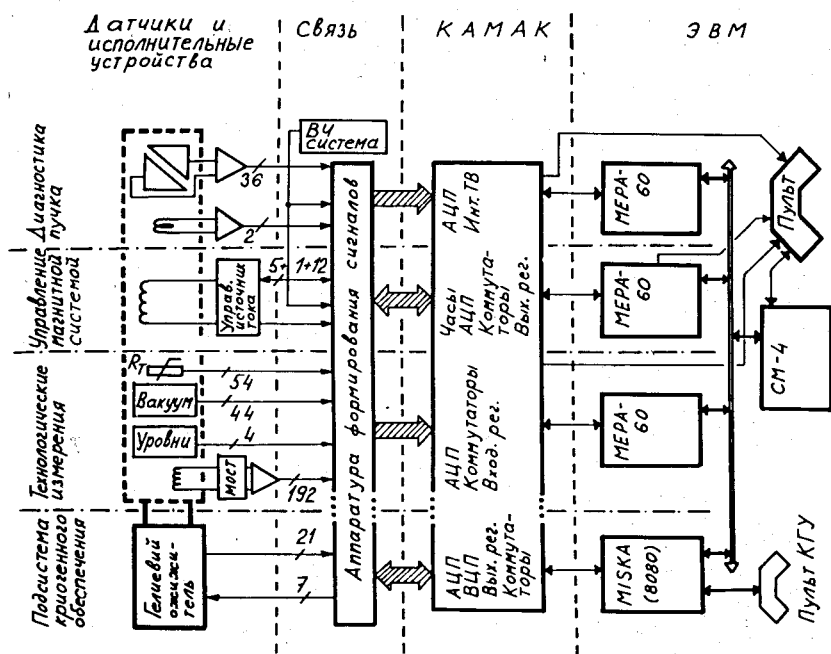 Датчики и
исполнительные
устройства
Связь
КАМАК
ЭВМ
Диагностика
пучка
36
2
ВЧ
система
АЦП
Инт. ТВ
МЕРА-
60
Пульт
Управление
магнитной
системой
Управ.
источник
тока
5+1+12
Часы
АЦП
Коммута-
торы
Вых. рег.
МЕРА-
60
СМ-4
Технологические
измерения
Rт
54
Вакуум
44
Уровни
4
мост
192
АЦП
Коммутаторы
Вход. рег.
МЕРА-
60
Аппаратура формирования сигналов
Подсистема
криогенного
обеспечения
Гелиевый
ожижи-
тель
21
7
АЦП
ВЦП
Вых. рег.
Коммута-
торы
MISKA
(8080)
Пульт КГУ